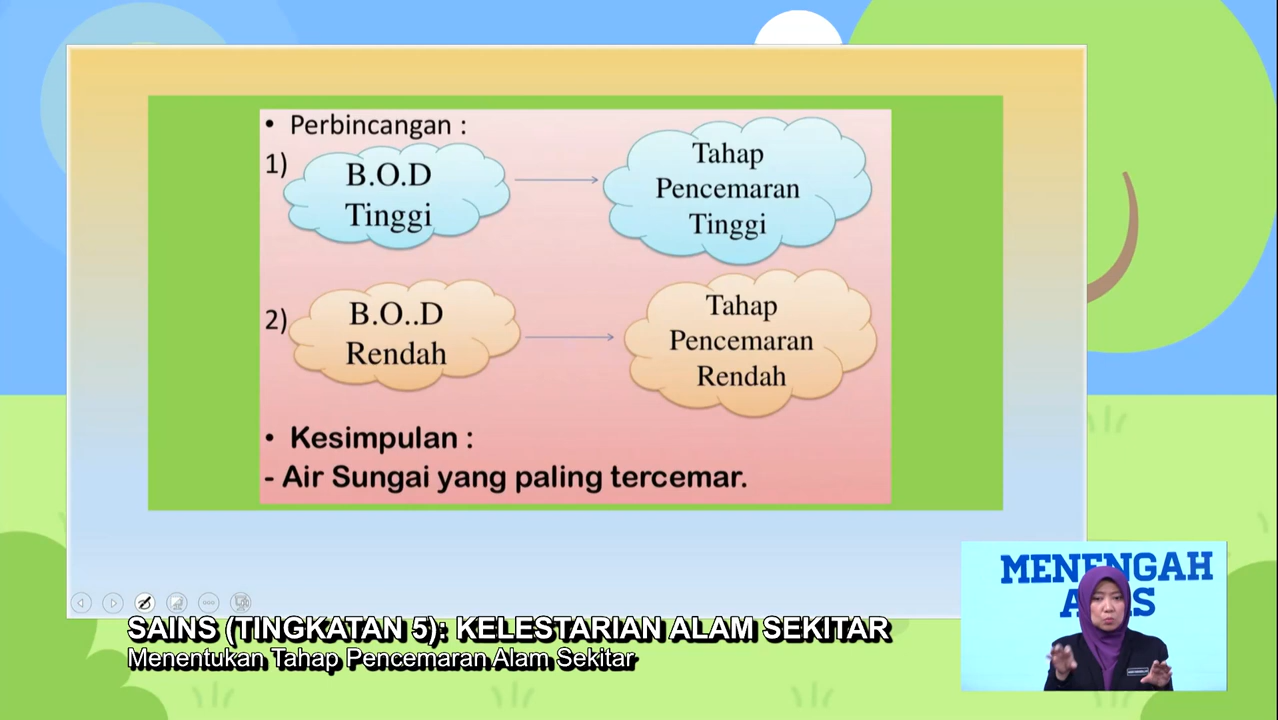 • Perbincangan :
1)
B.O.D
Tinggi
Tahap
Pencemaran
Tinggi
2)
B.O..D
Rendah
Tahap
Pencemaran
Rendah
• Kesimpulan :
- Air Sungai yang paling tercemar.
MENENGAH
SAINS (TINGKATAN 5): KELESTARIAN ALAM SEKITAR
Menentukan Tahap Pencemaran Alam Sekitar